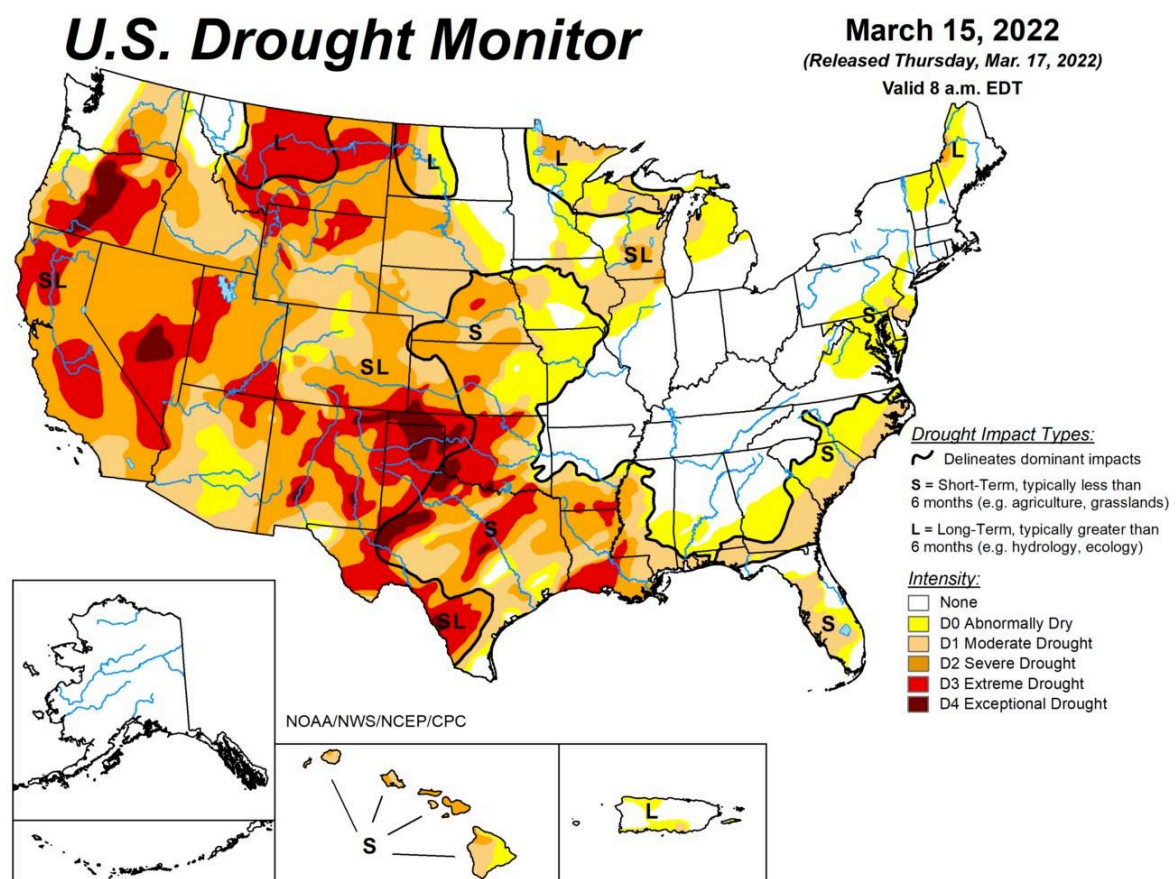 U.S. Drought Monitor
March 15, 2022
(Released Thursday, Mar. 17, 2022)
Valid 8 a.m. EDT
L
L
L
L
SL
SL
S
S
SL
S
S
SL
S
Drought Impact Types:
Delineates dominant impacts
S = Short-Term, typically less than
6 months (e.g. agriculture, grasslands)
L = Long-Term, typically greater than
6 months (e.g. hydrology, ecology)
Intensity:
None
D0 Abnormally Dry
D1 Moderate Drought
D2 Severe Drought
D3 Extreme Drought
D4 Exceptional Drought
NOAA/NWS/NCEP/CPC
S
L